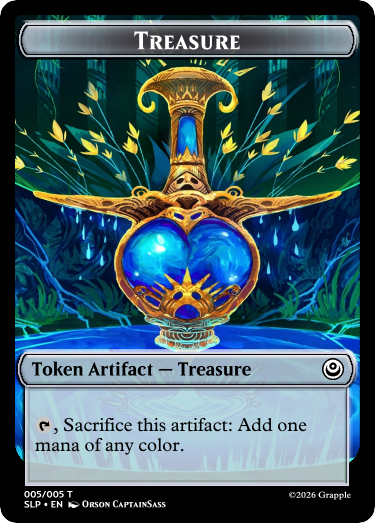 TREASURE
Token Artifact — Treasure
, Sacrifice this artifact: Add one
mana of any color.
005/005 T
SLP • EN Orson CaptainSass
©2026 Grapple